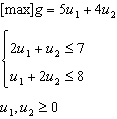 [max]g = 5u₁ + 4u₂
2u₁ + u₂ ≤ 7
u₁ + 2u₂ ≤ 8
u₁, u₂ ≥ 0